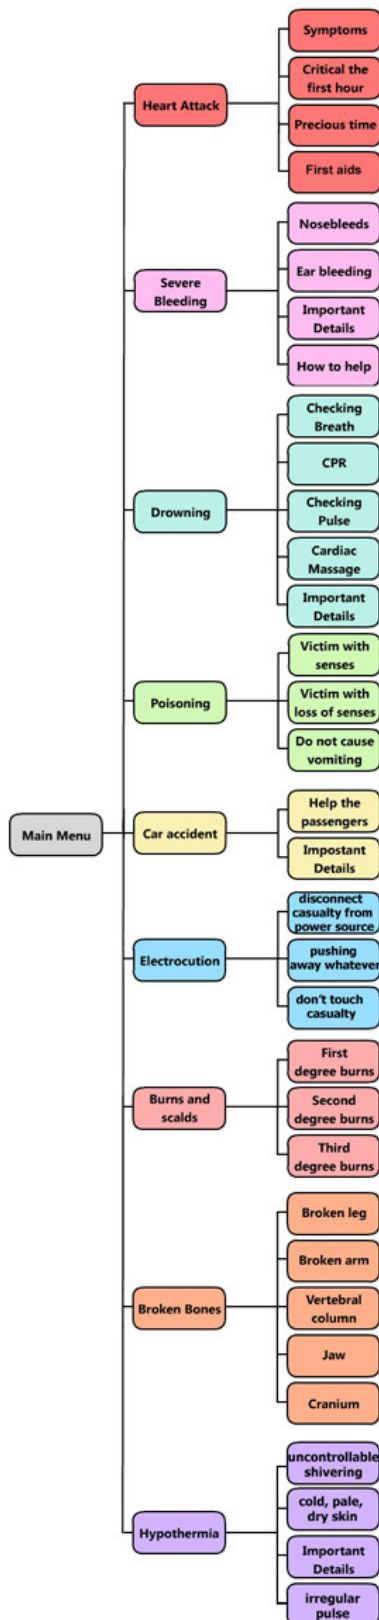 Symptoms
Critical the
first hour
Heart Attack
Precious time
First aids
Nosebleeds
Ear bleeding
Severe
Bleeding
Important
Details
How to help
Checking
Breath
CPR
Drowning
Checking
Pulse
Cardiac
Massage
Important
Details
Victim with
senses
Poisoning
Victim with
loss of senses
Do not cause
vomiting
Main Menu
Car accident
Help the
passengers
Impostant
Details
disconnect
casualty from
power source
Electrocution
pushing
away whatever
don't touch
casualty
First
degree burns
Burns and
scalds
Second
degree burns
Third
degree burns
Broken leg
Broken arm
Broken Bones
Vertebral
column
Jaw
Cranium
uncontrollable
shivering
cold, pale,
dry skin
Hypothermia
Important
Details
irregular
pulse